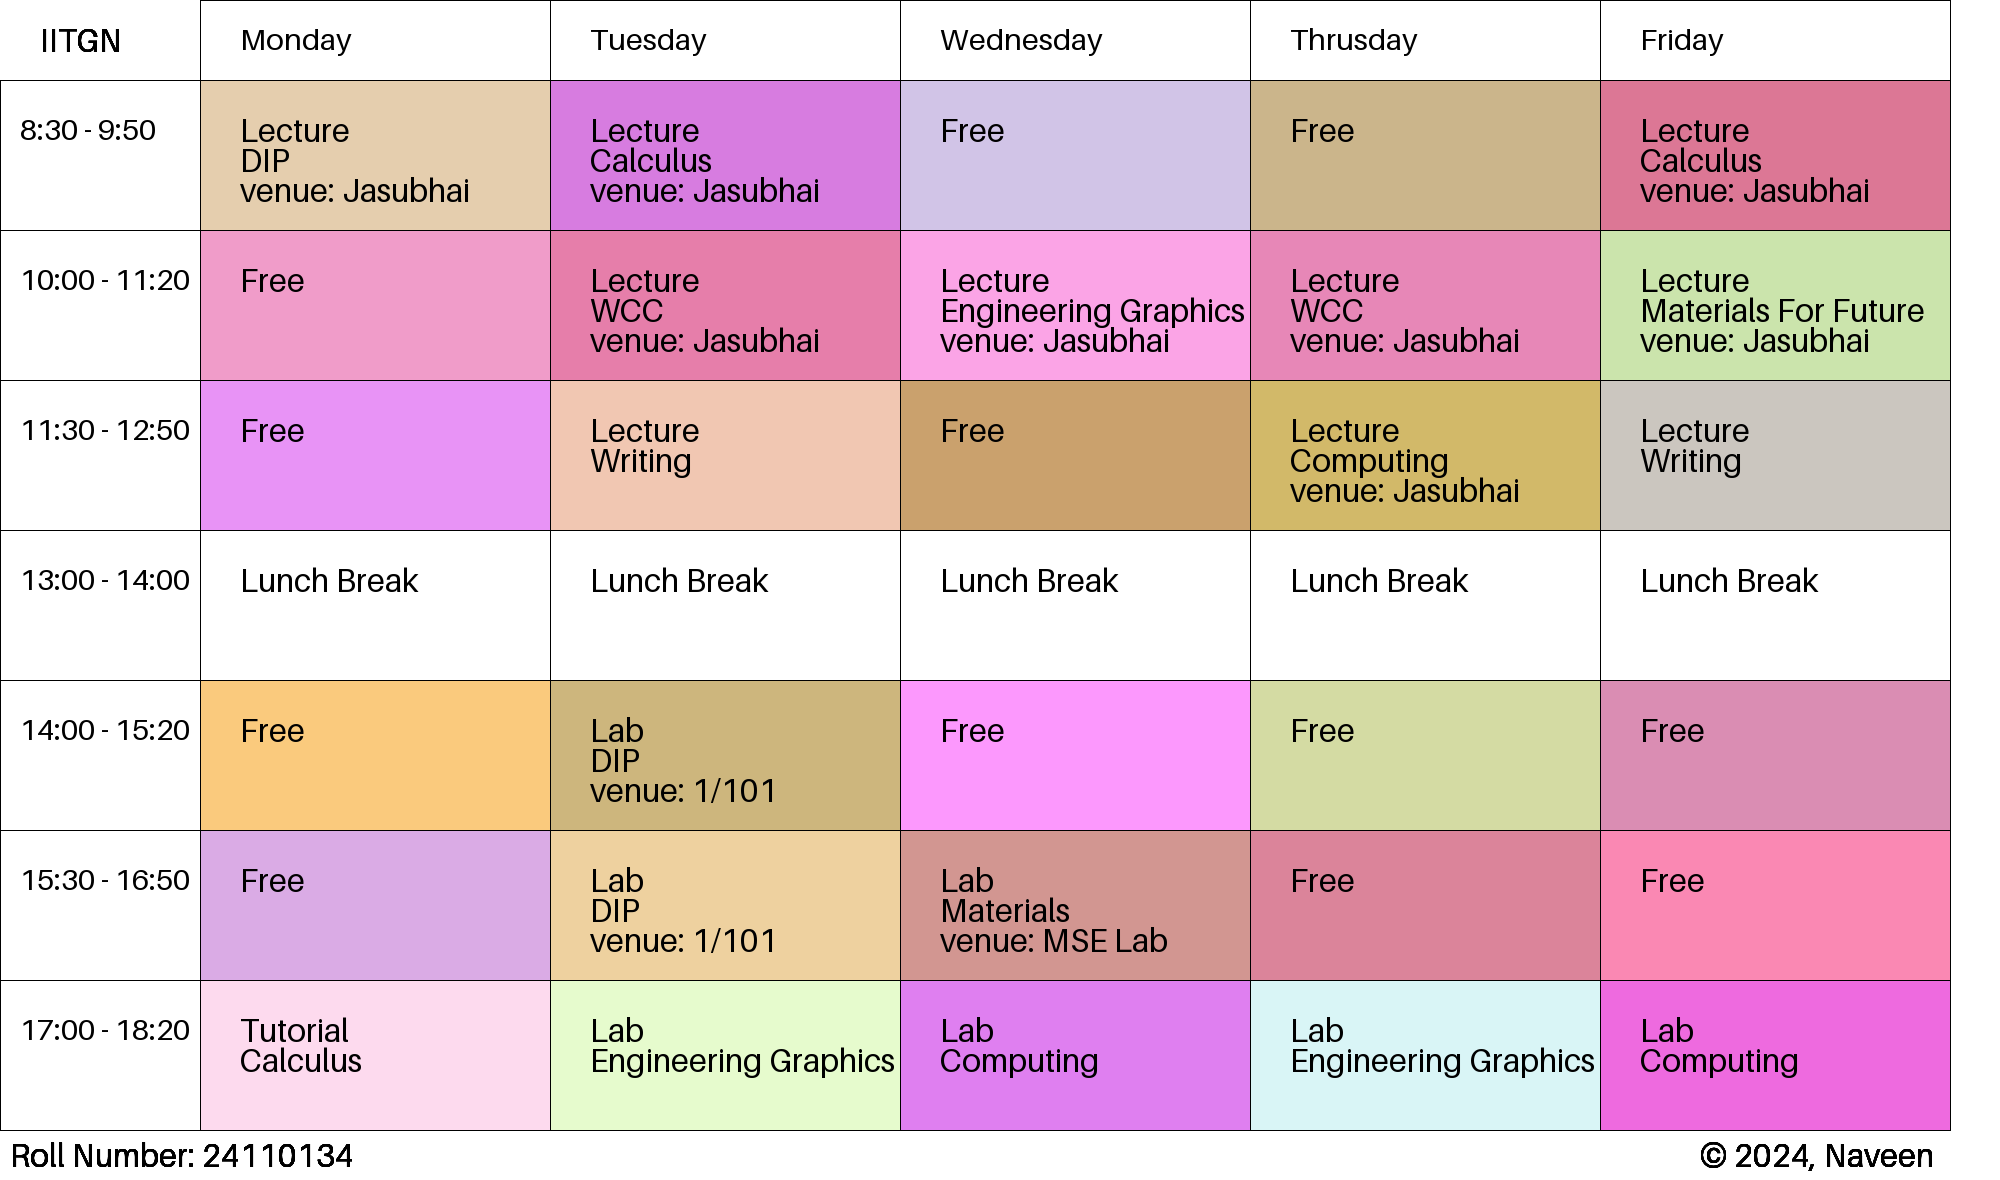 IITGN
Monday
Tuesday
Wednesday
Thrusday
Friday
8:30 - 9:50
Lecture
DIP
venue: Jasubhai
Lecture
Calculus
venue: Jasubhai
Free
Free
Lecture
Calculus
venue: Jasubhai
10:00 - 11:20
Free
Lecture
WCC
venue: Jasubhai
Lecture
Engineering Graphics
venue: Jasubhai
Lecture
WCC
venue: Jasubhai
Lecture
Materials For Future
venue: Jasubhai
11:30 - 12:50
Free
Lecture
Writing
Free
Lecture
Computing
venue: Jasubhai
Lecture
Writing
13:00 - 14:00
Lunch Break
Lunch Break
Lunch Break
Lunch Break
Lunch Break
14:00 - 15:20
Free
Lab
DIP
venue: 1/101
Free
Free
Free
15:30 - 16:50
Free
Lab
DIP
venue: 1/101
Lab
Materials
venue: MSE Lab
Free
Free
17:00 - 18:20
Tutorial
Calculus
Lab
Engineering Graphics
Lab
Computing
Lab
Engineering Graphics
Lab
Computing
Roll Number: 24110134
© 2024, Naveen